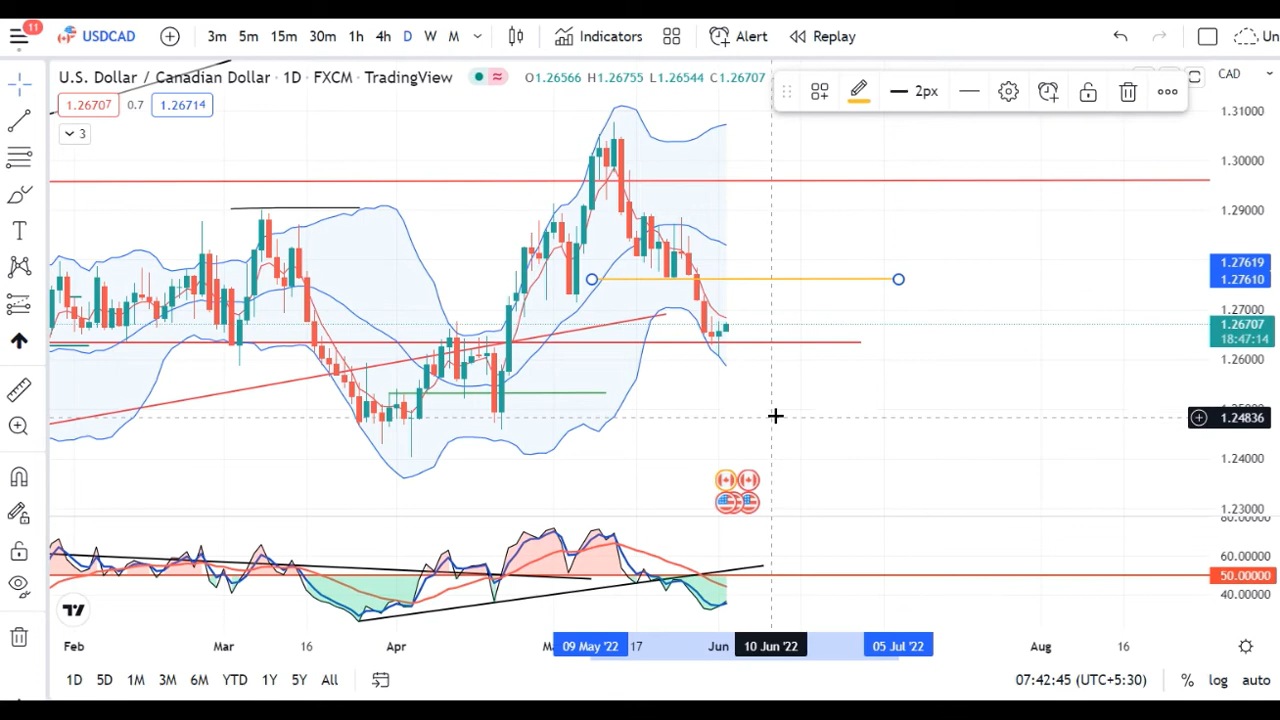 11
USDCAD
3m 5m 15m 30m 1h 4h D W M
Indicators
Alert
Replay
Un
U.S. Dollar / Canadian Dollar · 1D · FXCM · TradingView
O1.26566 H1.26755 L1.26544 C1.26707
2px
CAD
1.26707 0.7 1.26714
3
1.31000
1.30000
1.29000
1.27619
1.27610
1.27000
1.26707
18:47:14
1.26000
1.24836
1.24000
1.23000
80.00000
60.00000
50.00000
40.00000
Feb Mar 16 Apr 09 May '22 17 Jun 10 Jun '22 05 Jul '22 Aug 16
1D 5D 1M 3M 6M YTD 1Y 5Y All
07:42:45 (UTC+5:30) % log auto